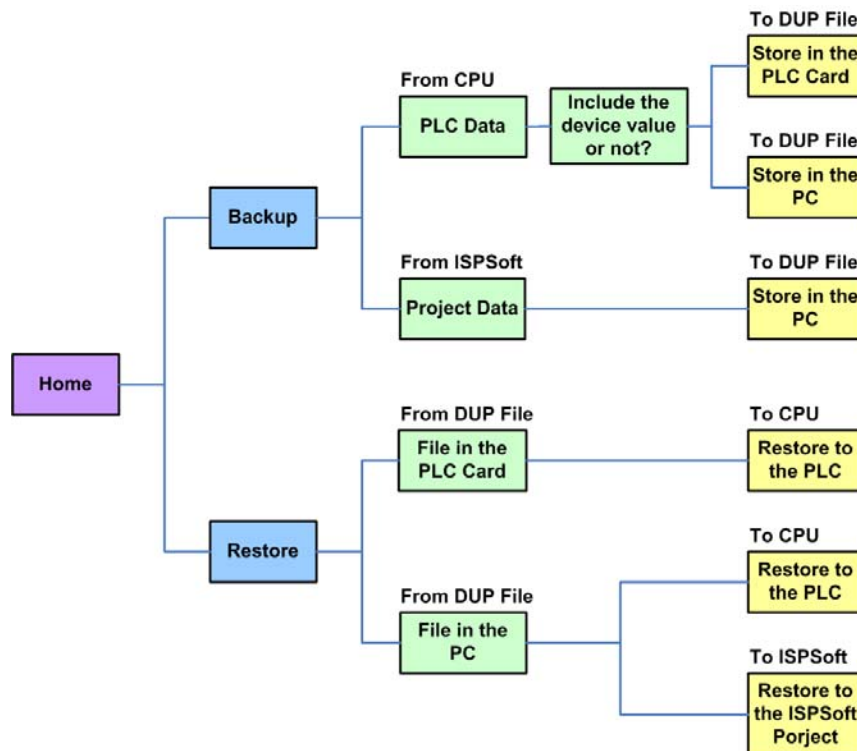 Home
Backup
From CPU
PLC Data
Include the
device value
or not?
To DUP File
Store in the
PLC Card
To DUP File
Store in the
PC
From ISPSoft
Project Data
To DUP File
Store in the
PC
Restore
From DUP File
File in the
PLC Card
To CPU
Restore to
the PLC
From DUP File
File in the
PC
To CPU
Restore to
the PLC
To ISPSoft
Restore to
the ISPSoft
Porject